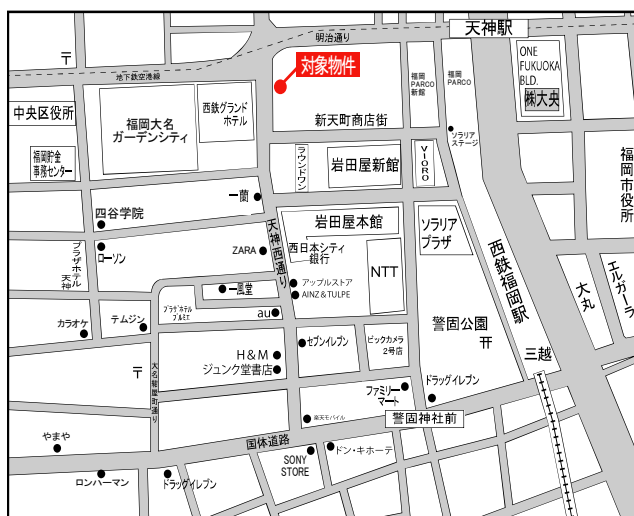 明治通り
天神駅
〒
地下鉄空港線
対象物件
ONE
FUKUOKA
BLD.
㈱大央
福岡
PARCO
新館
福岡
PARCO
中央区役所
福岡大名
ガーデンシティ
西鉄グランド
ホテル
新天町商店街
ソラリア
ステージ
福岡貯金
事務センター
ラウンドワン
岩田屋新館
VIORO
福岡市役所
一蘭
四谷学院
岩田屋本館
ソラリア
プラザ
天神西通り
西鉄福岡駅
プラザホテル
天神
ローソン
ZARA
西日本シティ
銀行
NTT
エルガーラ
大丸
一風堂
アップルストア
AINZ＆TULPE
プラザホテル
プルミエ
au
カラオケ
テムジン
警固公園
三越
セブンイレブン
ビックカメラ
2号店
〒
大名紺屋町通り
H＆M
ジュンク堂書店
ファミリー
マート
ドラッグイレブン
楽天モバイル
警固神社前
国体道路
やまや
SONY
STORE
ドン・キホーテ
ロンハーマン
ドラッグイレブン